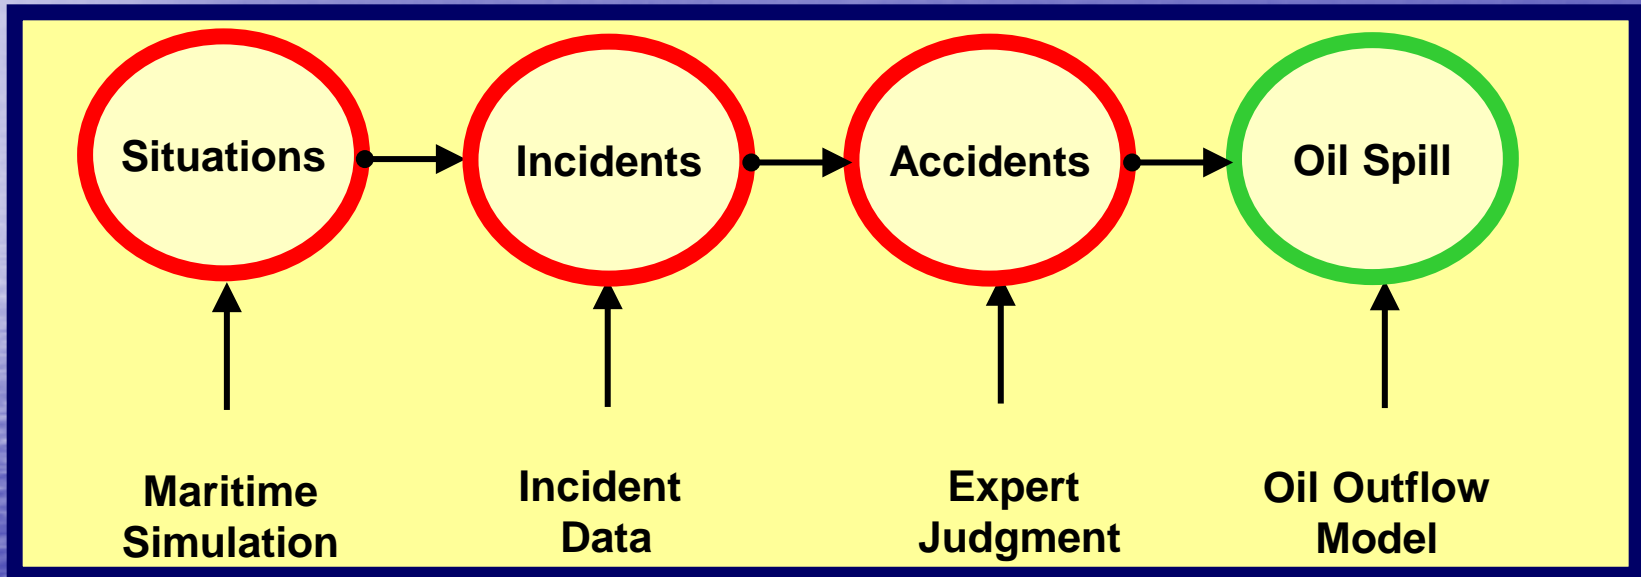 Situations
Incidents
Accidents
Oil Spill
Maritime
Simulation
Incident
Data
Expert
Judgment
Oil Outflow
Model